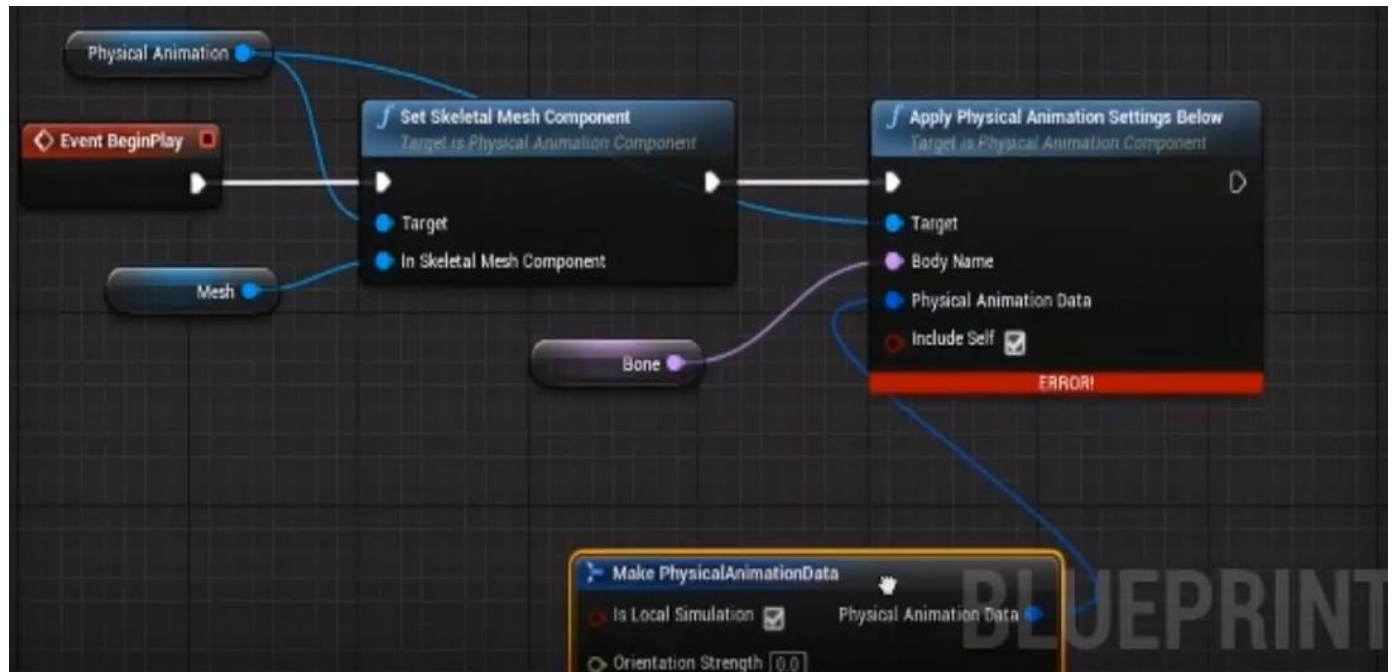 Physical Animation
Event BeginPlay
Set Skeletal Mesh Component
Target is Physical Animation Component
Target
In Skeletal Mesh Component
Mesh
Bone
Apply Physical Animation Settings Below
Target is Physical Animation Component
Target
Body Name
Physical Animation Data
Include Self
ERROR!
Make PhysicalAnimationData
Is Local Simulation
Physical Animation Data
Orientation Strength 0.0
BLUEPRINT